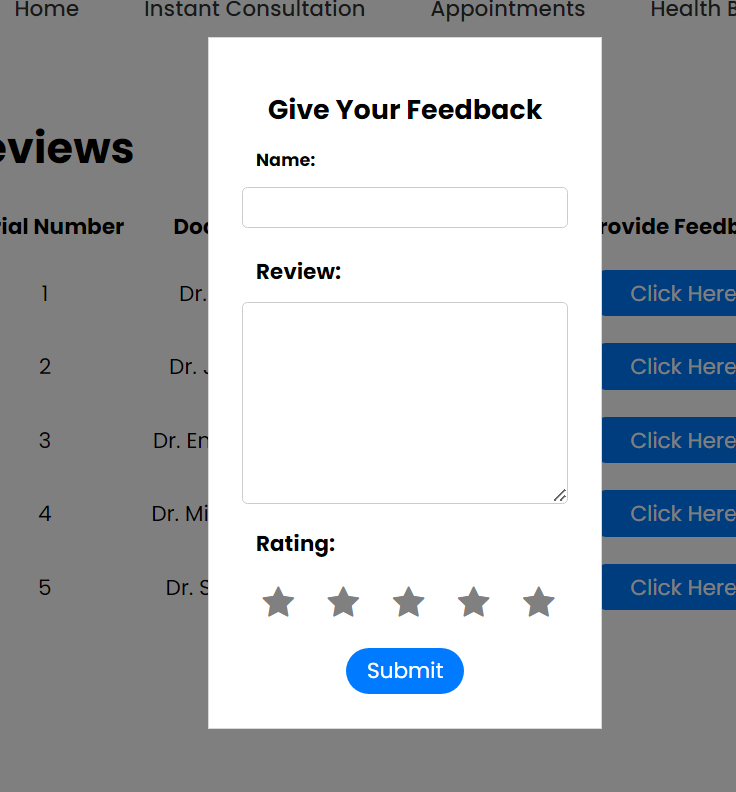 Home Instant Consultation Appointments Health B
Give Your Feedback
eviews
Name:
rial Number Doc rovide Feedb
Review:
1 Dr. Click Here
2 Dr. J Click Here
3 Dr. En Click Here
4 Dr. Mi Click Here
Rating:
5 Dr. S Click Here
Submit